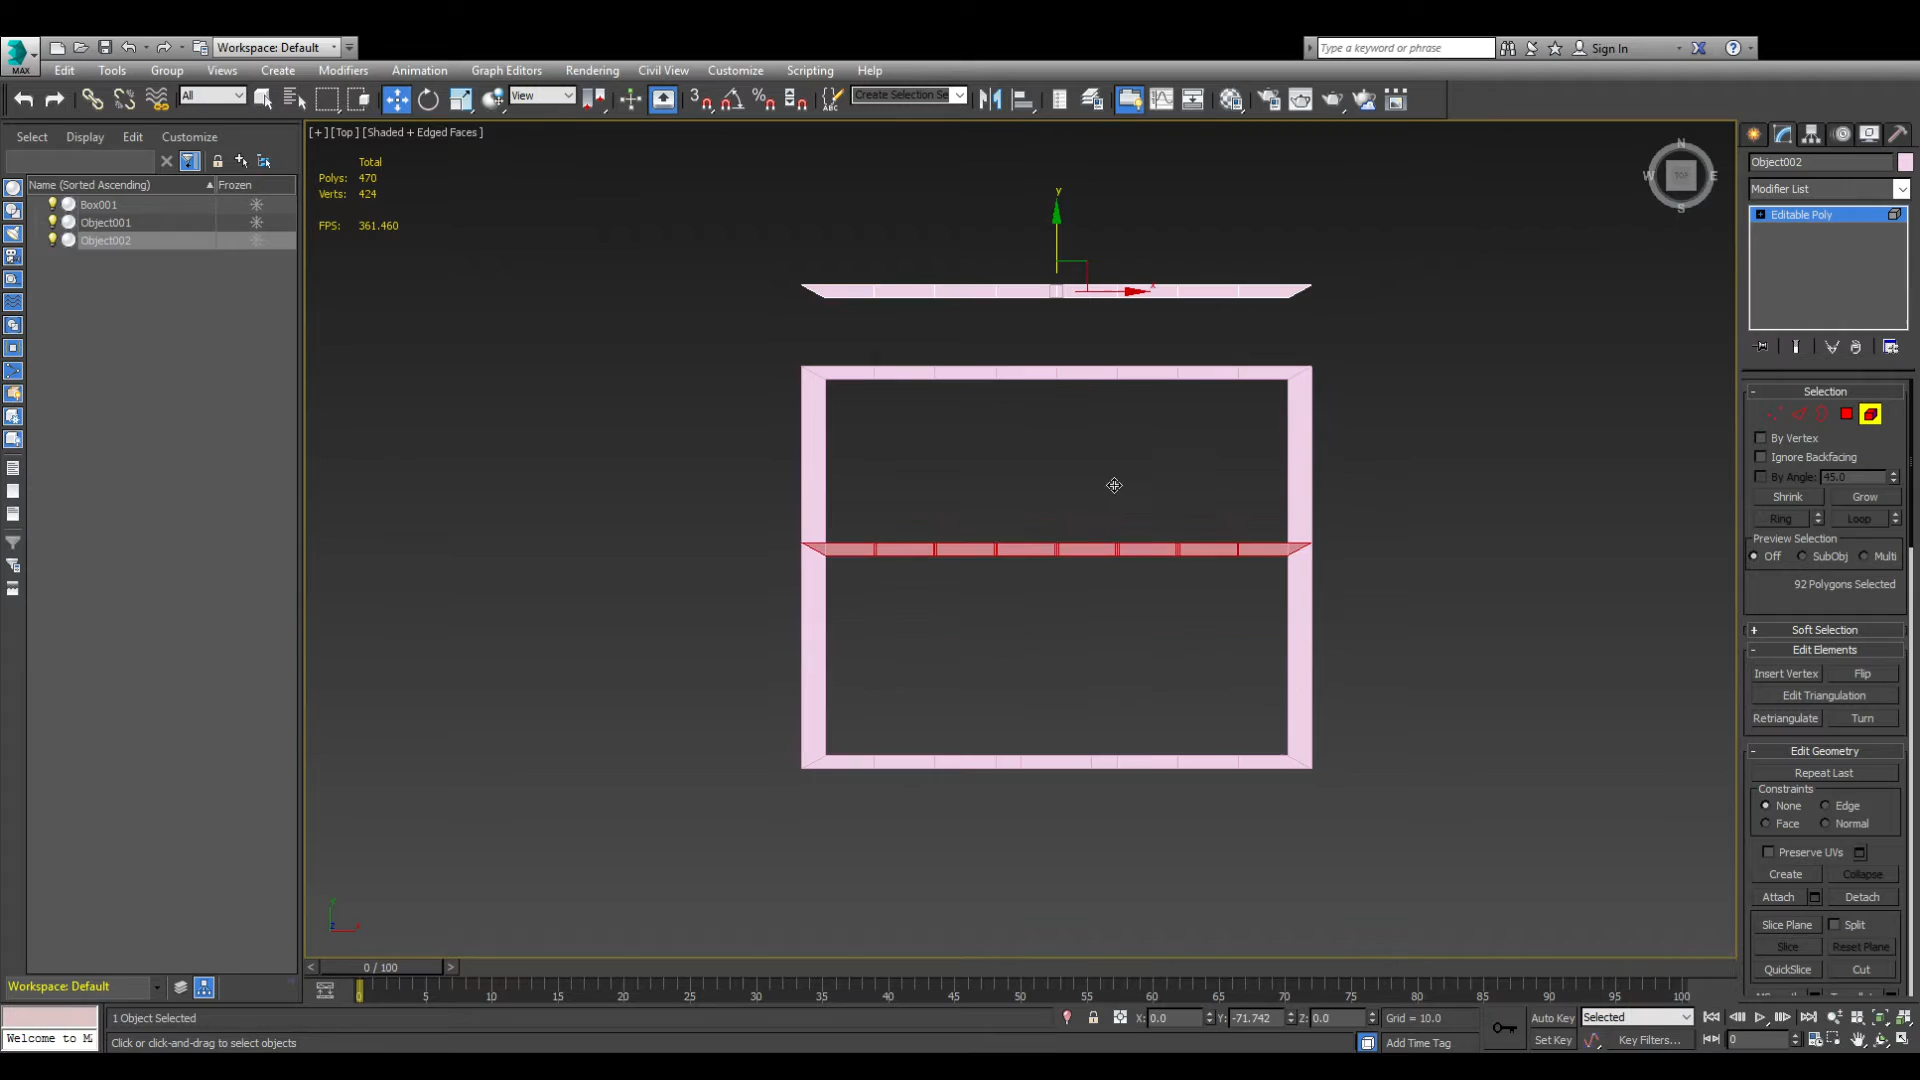 MAX
Workspace: Default
Type a keyword or phrase
Sign In
Edit Tools Group Views Create Modifiers Animation Graph Editors Rendering Civil View Customize Scripting Help
All
View
3
ABC
Create Selection Se
Select Display Edit Customize
Name (Sorted Ascending) Frozen
Box001
Object001
Object002
[+] [Top] [Shaded + Edged Faces]
Total
Polys: 470
Verts: 424
FPS: 361.460
y
x
N
W TOP E
S
Object002
Modifier List
Editable Poly
Selection
By Vertex
Ignore Backfacing
By Angle: 45.0
Shrink Grow
Ring Loop
Preview Selection
Off SubObj Multi
92 Polygons Selected
Soft Selection
Edit Elements
Insert Vertex Flip
Edit Triangulation
Retriangulate Turn
Edit Geometry
Repeat Last
Constraints
None Edge
Face Normal
Preserve UVs
Create Collapse
Attach Detach
Slice Plane Split
Slice Reset Plane
QuickSlice Cut
0 / 100
Workspace: Default
0 5 10 15 20 25 30 35 40 45 50 55 60 65 70 75 80 85 90 95 100
1 Object Selected
X: 0.0 Y: -71.742 Z: 0.0 Grid = 10.0
Auto Key Selected
Welcome to M
Click or click-and-drag to select objects
Add Time Tag
Set Key Key Filters...
0